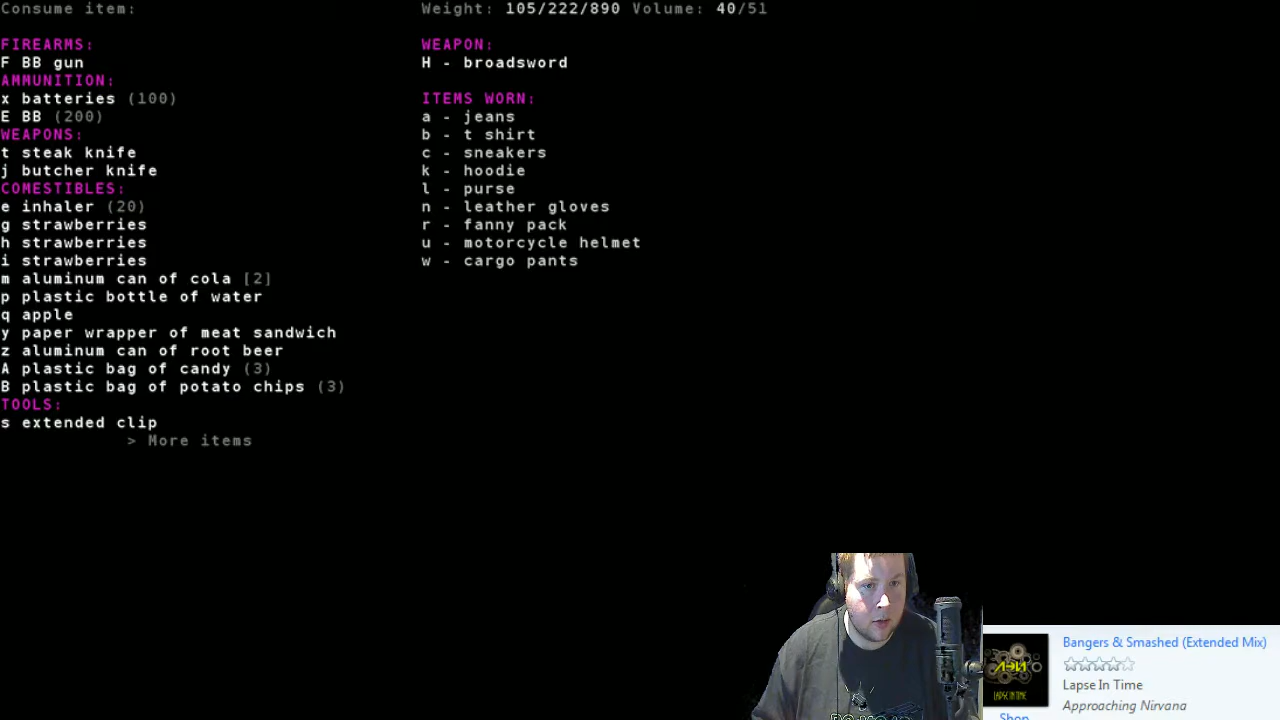 Consume item:
Weight: 105/222/890 Volume: 40/51
FIREARMS:
F BB gun
AMMUNITION:
x batteries (100)
E BB (200)
WEAPONS:
t steak knife
j butcher knife
COMESTIBLES:
e inhaler (20)
g strawberries
h strawberries
i strawberries
m aluminum can of cola [2]
p plastic bottle of water
q apple
y paper wrapper of meat sandwich
z aluminum can of root beer
A plastic bag of candy (3)
B plastic bag of potato chips (3)
TOOLS:
s extended clip
> More items
WEAPON:
H - broadsword
ITEMS WORN:
a - jeans
b - t shirt
c - sneakers
k - hoodie
l - purse
n - leather gloves
r - fanny pack
u - motorcycle helmet
w - cargo pants
Bangers & Smashed (Extended Mix)
Lapse In Time
Approaching Nirvana
LAPSE IN TIME
Shop